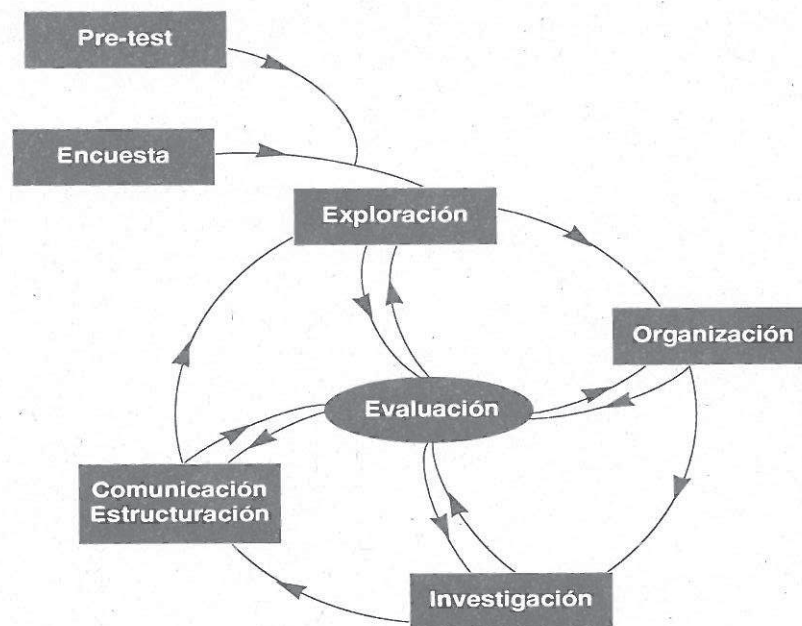 Pre-test
Encuesta
Exploración
Organización
Evaluación
Comunicación
Estructuración
Investigación